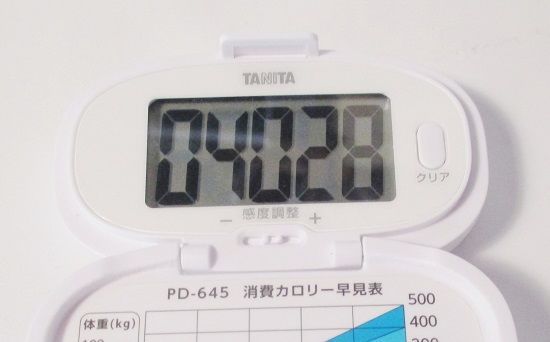 TANITA
04028
クリア
− 感度調整 +
PD-645 消費カロリー早見表
500
体重(kg)
400